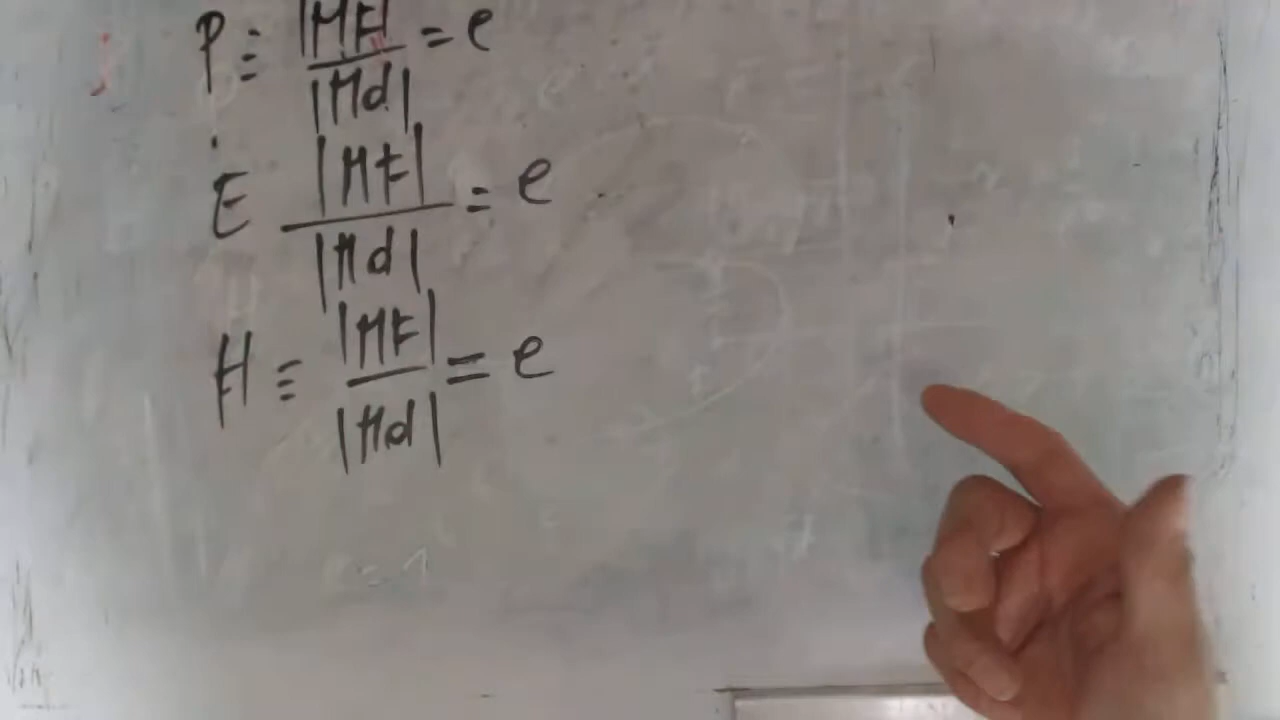 P ≡ |MF| / |Md| = e
E |MF| / |Md| = e
H ≡ |MF| / |Md| = e